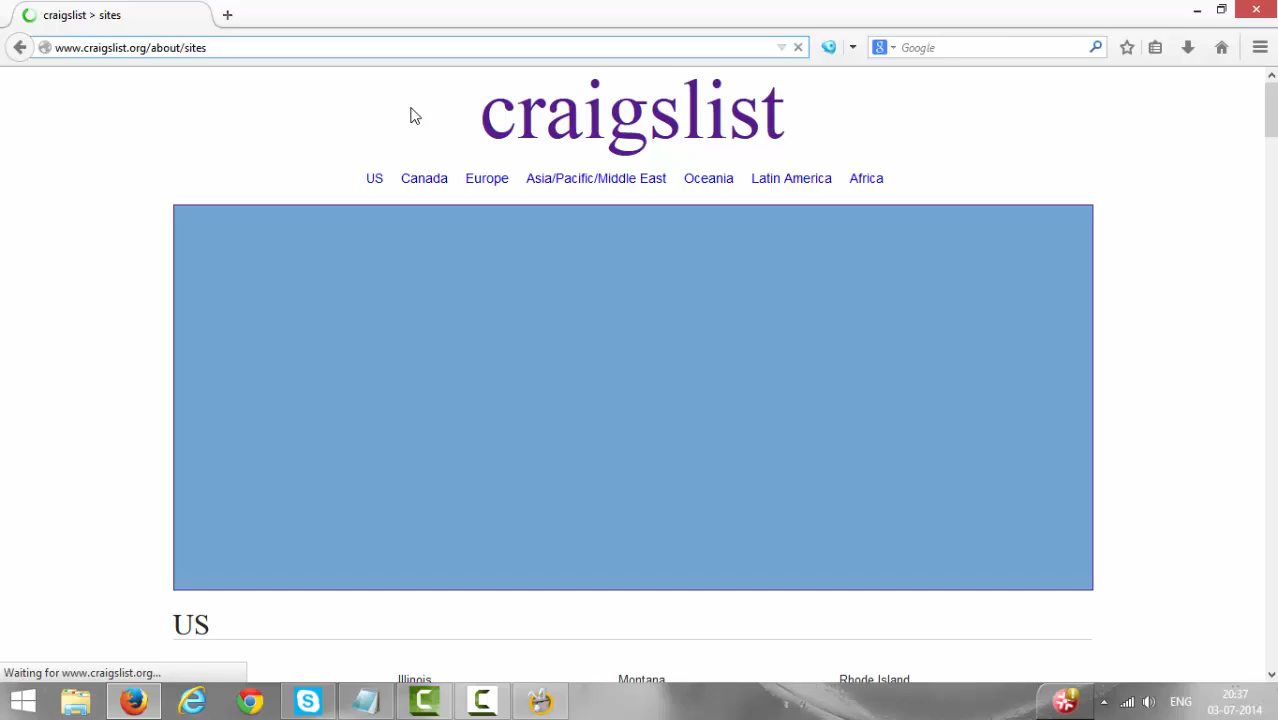 craigslist > sites
www.craigslist.org/about/sites
Google
craigslist
US Canada Europe Asia/Pacific/Middle East Oceania Latin America Africa
US
Illinois Montana Rhode Island
Waiting for www.craigslist.org...
ENG
20:37
03-07-2014